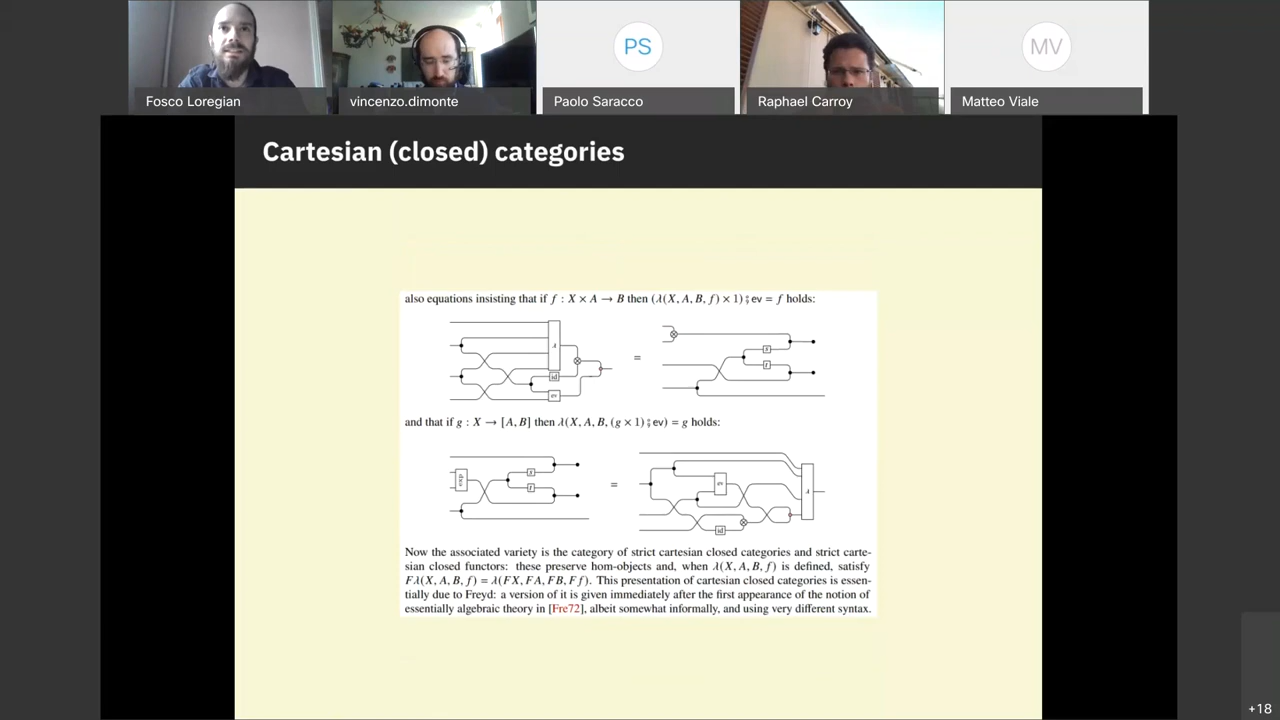 PS
MV
Fosco Loregian
vincenzo.dimonte
Paolo Saracco
Raphael Carroy
Matteo Viale
Cartesian (closed) categories
also equations insisting that if f : X × A → B then (λ(X, A, B, f) × 1) ; ev = f holds:
λ
id
ev
=
s
t
and that if g : X → [A, B] then λ(X, A, B, (g × 1) ; ev) = g holds:
exp
s
t
=
ev
id
λ
Now the associated variety is the category of strict cartesian closed categories and strict carte-
sian closed functors: these preserve hom-objects and, when λ(X, A, B, f) is defined, satisfy
Fλ(X, A, B, f) = λ(FX, FA, FB, Ff). This presentation of cartesian closed categories is essen-
tially due to Freyd: a version of it is given immediately after the first appearance of the notion of
essentially algebraic theory in [Fre72], albeit somewhat informally, and using very different syntax.
+18